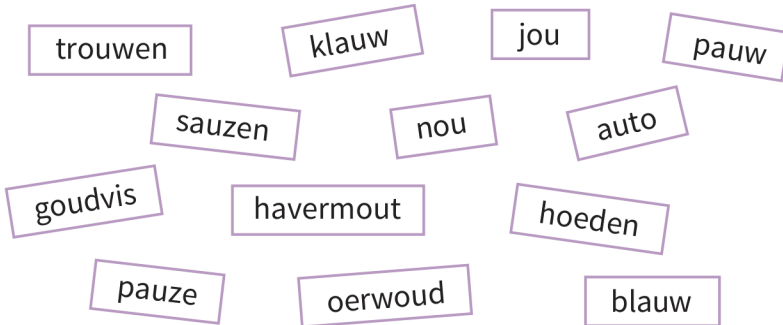 trouwen
klauw
jou
pauw
sauzen
nou
auto
goudvis
havermout
hoeden
pauze
oerwoud
blauw